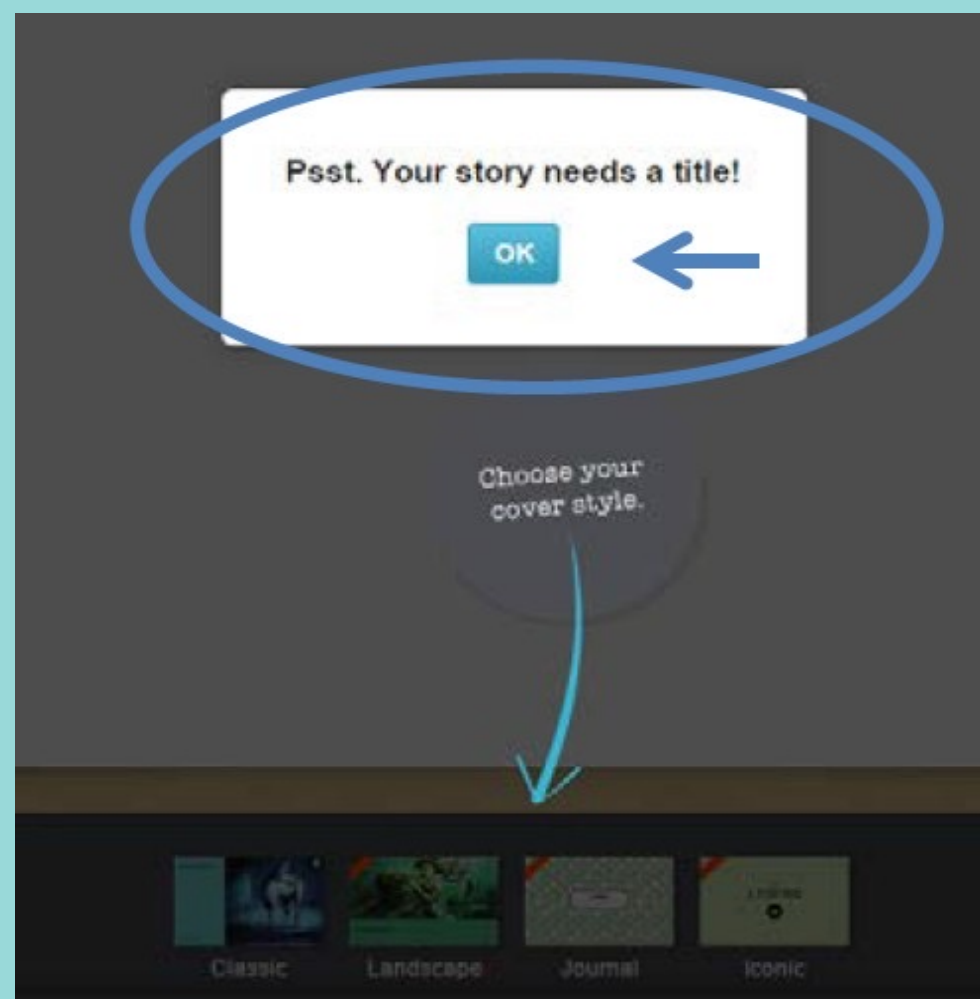 Psst. Your story needs a title!
OK
Choose your
cover style.
Classic
Landscape
Journal
Iconic